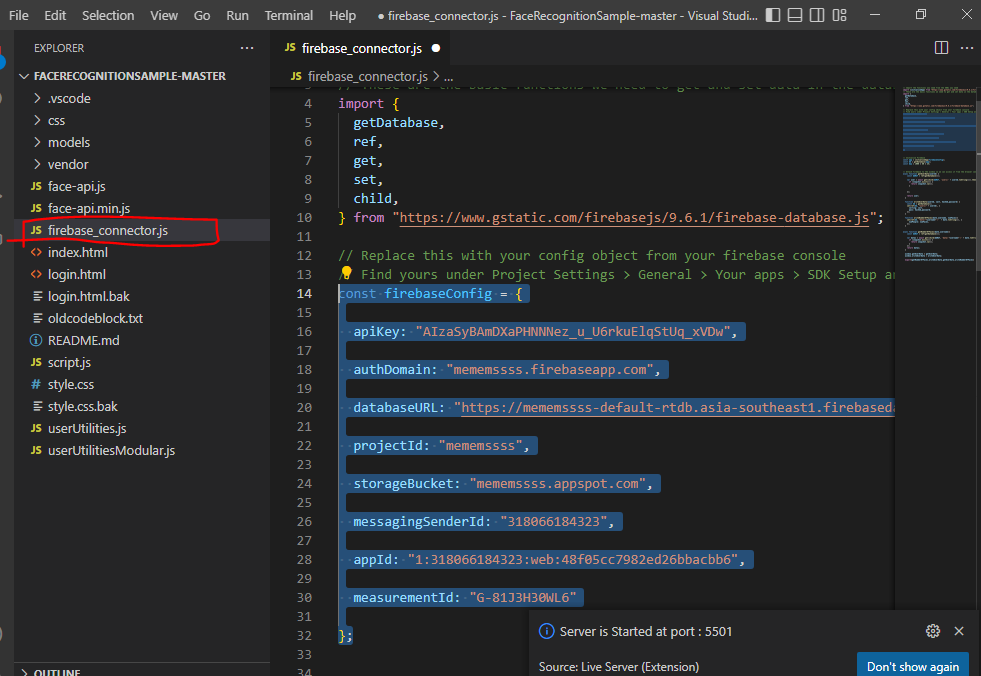 File Edit Selection View Go Run Terminal Help ● firebase_connector.js - FaceRecognitionSample-master - Visual Studi...
EXPLORER ···
FACERECOGNITIONSAMPLE-MASTER
.vscode
css
models
vendor
JS face-api.js
JS face-api.min.js
JS firebase_connector.js
<> index.html
<> login.html
login.html.bak
oldcodeblock.txt
README.md
JS script.js
# style.css
style.css.bak
JS userUtilities.js
JS userUtilitiesModular.js
OUTLINE
JS firebase_connector.js ●
JS firebase_connector.js > ...
3 // These are the basic functions we need to get and set data in the data
4 import {
5 getDatabase,
6 ref,
7 get,
8 set,
9 child,
10 } from "https://www.gstatic.com/firebasejs/9.6.1/firebase-database.js";
11
12 // Replace this with your config object from your firebase console
13 / Find yours under Project Settings > General > Your apps > SDK Setup an
14 const firebaseConfig = {
15
16 apiKey: "AIzaSyBAmDXaPHNNNez_u_U6rkuElqStUq_xVDw",
17
18 authDomain: "mememssss.firebaseapp.com",
19
20 databaseURL: "https://mememssss-default-rtdb.asia-southeast1.firebaseda
21
22 projectId: "mememssss",
23
24 storageBucket: "mememssss.appspot.com",
25
26 messagingSenderId: "318066184323",
27
28 appId: "1:318066184323:web:48f05cc7982ed26bbacbb6",
29
30 measurementId: "G-81J3H30WL6"
31
32 };
33
34
Server is Started at port : 5501
Source: Live Server (Extension)
Don't show again